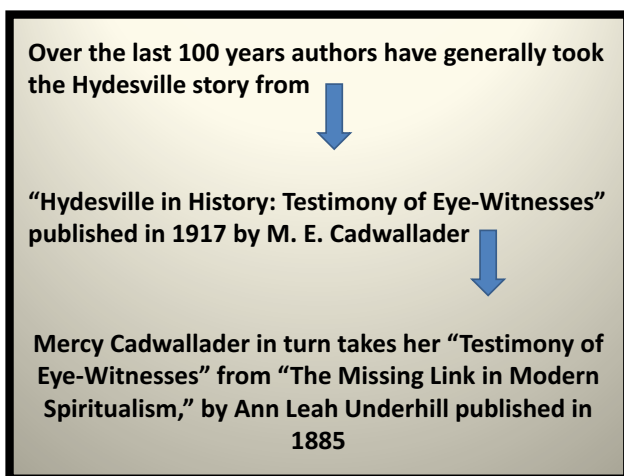 Over the last 100 years authors have generally took
the Hydesville story from
“Hydesville in History: Testimony of Eye-Witnesses”
published in 1917 by M. E. Cadwallader
Mercy Cadwallader in turn takes her “Testimony of
Eye-Witnesses” from “The Missing Link in Modern
Spiritualism,” by Ann Leah Underhill published in
1885